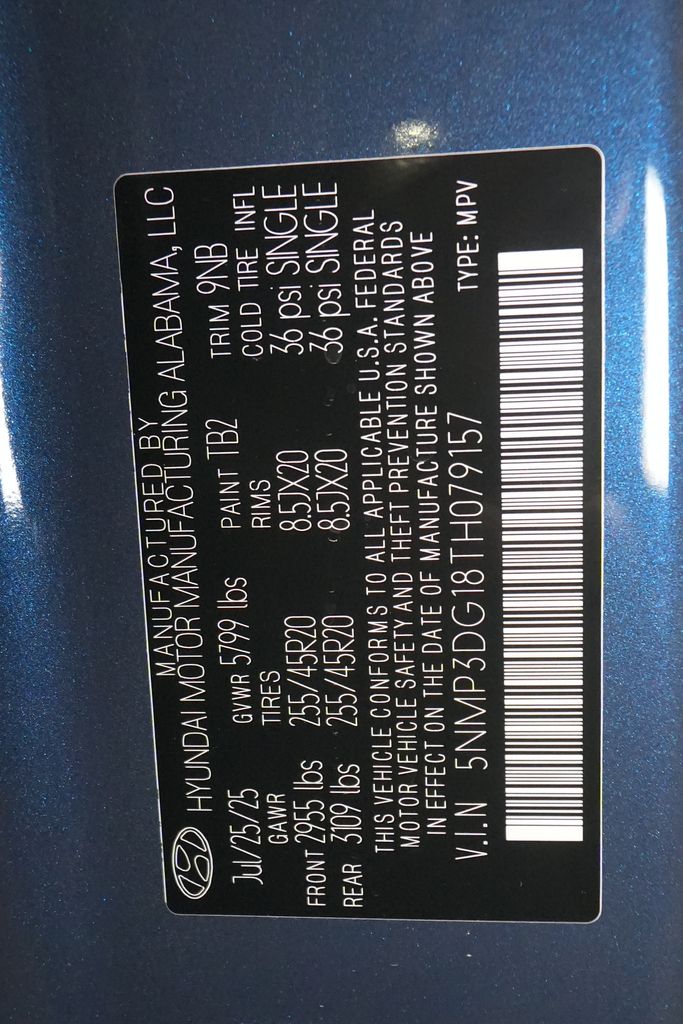 MANUFACTURED BY
HYUNDAI MOTOR MANUFACTURING ALABAMA, LLC
Jul/25/25 GVWR 5799 lbs PAINT TB2 TRIM 9NB
GAWR TIRES RIMS COLD TIRE INFL
FRONT 2955 lbs 255/45R20 8.5JX20 36 psi SINGLE
REAR 3109 lbs 255/45R20 8.5JX20 36 psi SINGLE
THIS VEHICLE CONFORMS TO ALL APPLICABLE U.S.A. FEDERAL
MOTOR VEHICLE SAFETY AND THEFT PREVENTION STANDARDS
IN EFFECT ON THE DATE OF MANUFACTURE SHOWN ABOVE
V.I.N 5NMP3DG18TH079157 TYPE: MPV